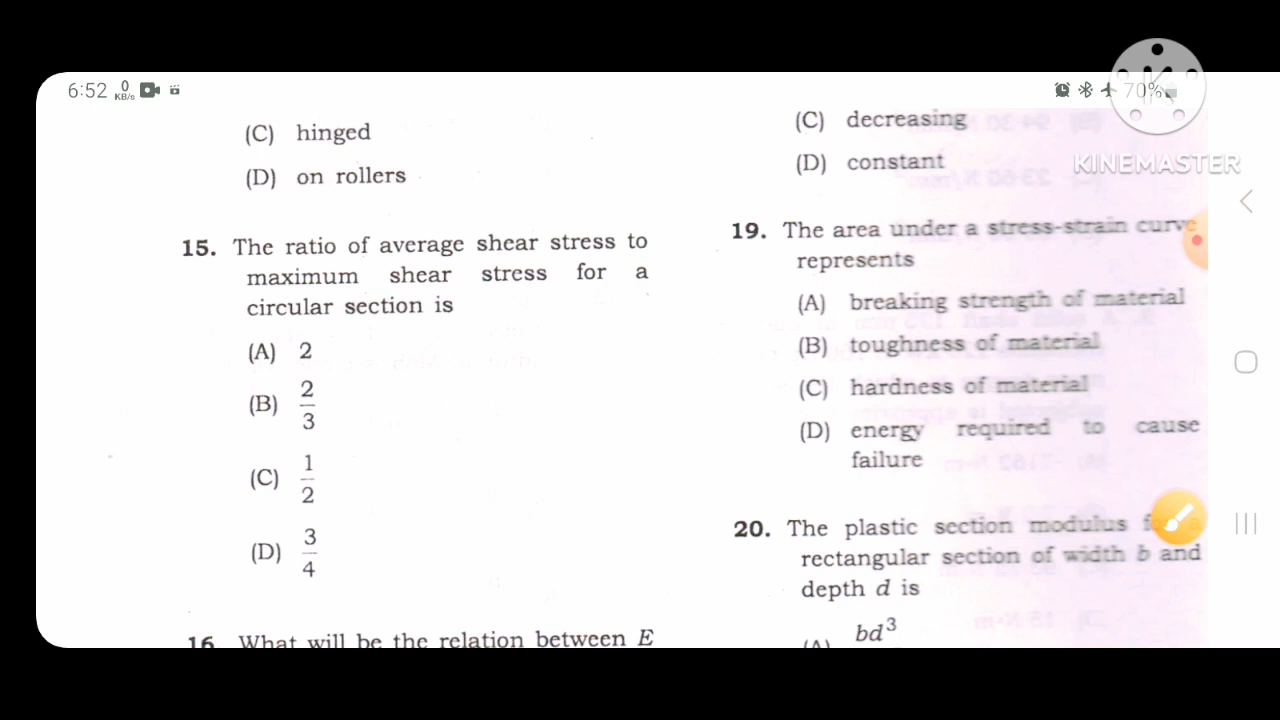 6:52 0 KB/s
70%
KINEMASTER
(C) hinged
(D) on rollers
15. The ratio of average shear stress to
maximum shear stress for a
circular section is
(A) 2
(B) 2/3
(C) 1/2
(D) 3/4
16. What will be the relation between E
(C) decreasing
(D) constant
19. The area under a stress-strain curve
represents
(A) breaking strength of material
(B) toughness of material
(C) hardness of material
(D) energy required to cause
failure
20. The plastic section modulus
rectangular section of width b and
depth d is
(A) bd³